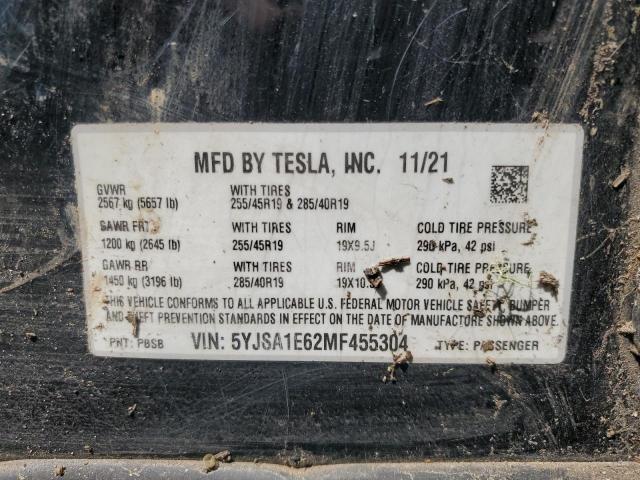 MFD BY TESLA, INC. 11/21
GVWR WITH TIRES
2567 kg (5657 lb) 255/45R19 & 285/40R19
GAWR FRT WITH TIRES RIM COLD TIRE PRESSURE
1200 kg (2645 lb) 255/45R19 19X9.5J 290 kPa, 42 psi
GAWR RR WITH TIRES RIM COLD TIRE PRESSURE
1450 kg (3196 lb) 285/40R19 290 kPa, 42 psi
THIS VEHICLE CONFORMS TO ALL APPLICABLE U.S. FEDERAL MOTOR VEHICLE SAFETY, BUMPER
AND THEFT PREVENTION STANDARDS IN EFFECT ON THE DATE OF MANUFACTURE SHOWN ABOVE.
PNT: PBSB VIN: 5YJSA1E62MF455304 TYPE: PASSENGER